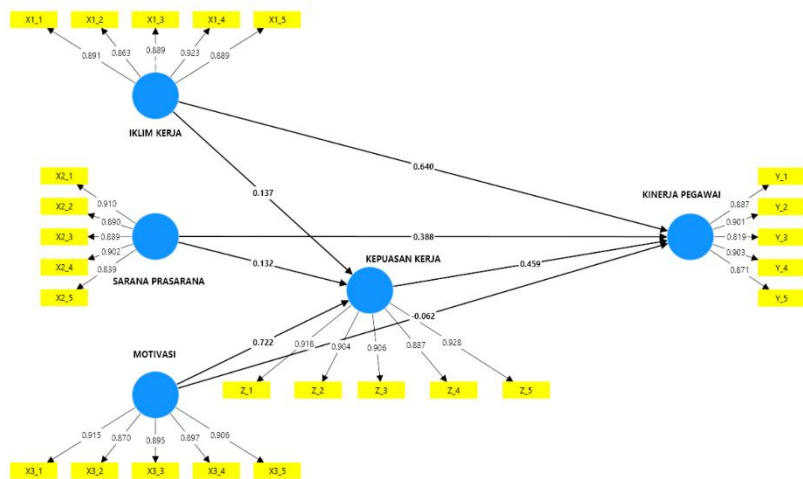 X1_1 X1_2 X1_3 X1_4 X1_5
0.891 0.863 0.889 0.923 0.889
IKLIM KERJA
0.640
0.137
X2_1
X2_2
X2_3
X2_4
X2_5
0.910
0.890
0.889
0.902
0.839
SARANA PRASARANA
0.388
0.132
KINERJA PEGAWAI
Y_1
Y_2
Y_3
Y_4
Y_5
0.887
0.901
0.819
0.903
0.871
KEPUASAN KERJA
0.459
-0.062
0.722
0.918 0.904 0.906 0.887 0.928
Z_1 Z_2 Z_3 Z_4 Z_5
MOTIVASI
0.915 0.870 0.895 0.897 0.906
X3_1 X3_2 X3_3 X3_4 X3_5